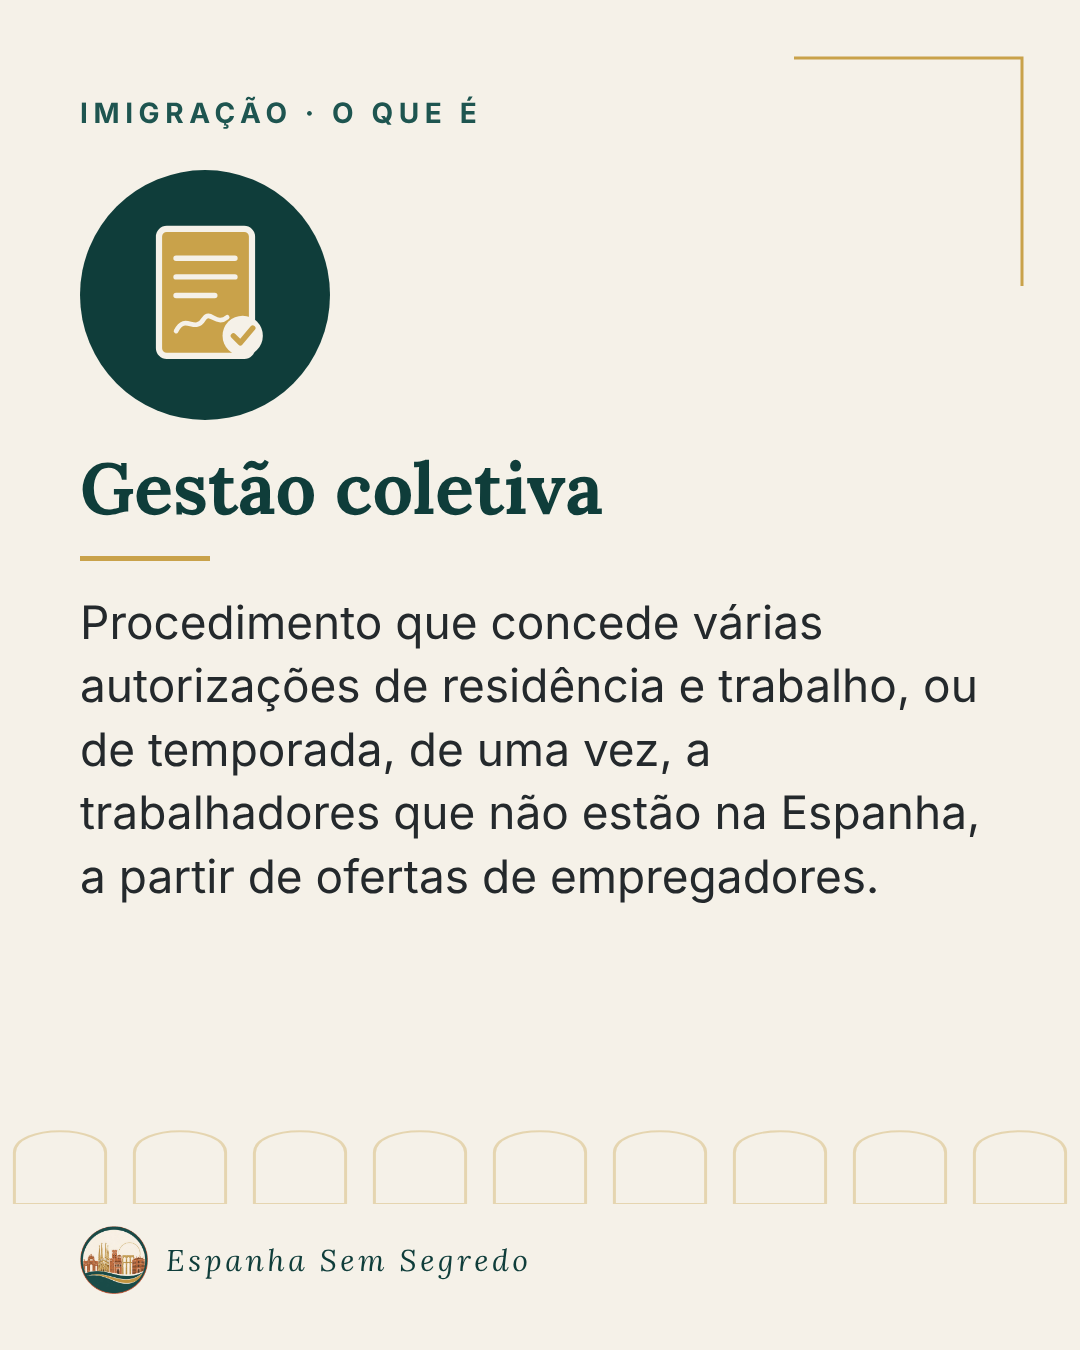 IMIGRAÇÃO · O QUE É
Gestão coletiva
Procedimento que concede várias
autorizações de residência e trabalho, ou
de temporada, de uma vez, a
trabalhadores que não estão na Espanha,
a partir de ofertas de empregadores.
Espanha Sem Segredo